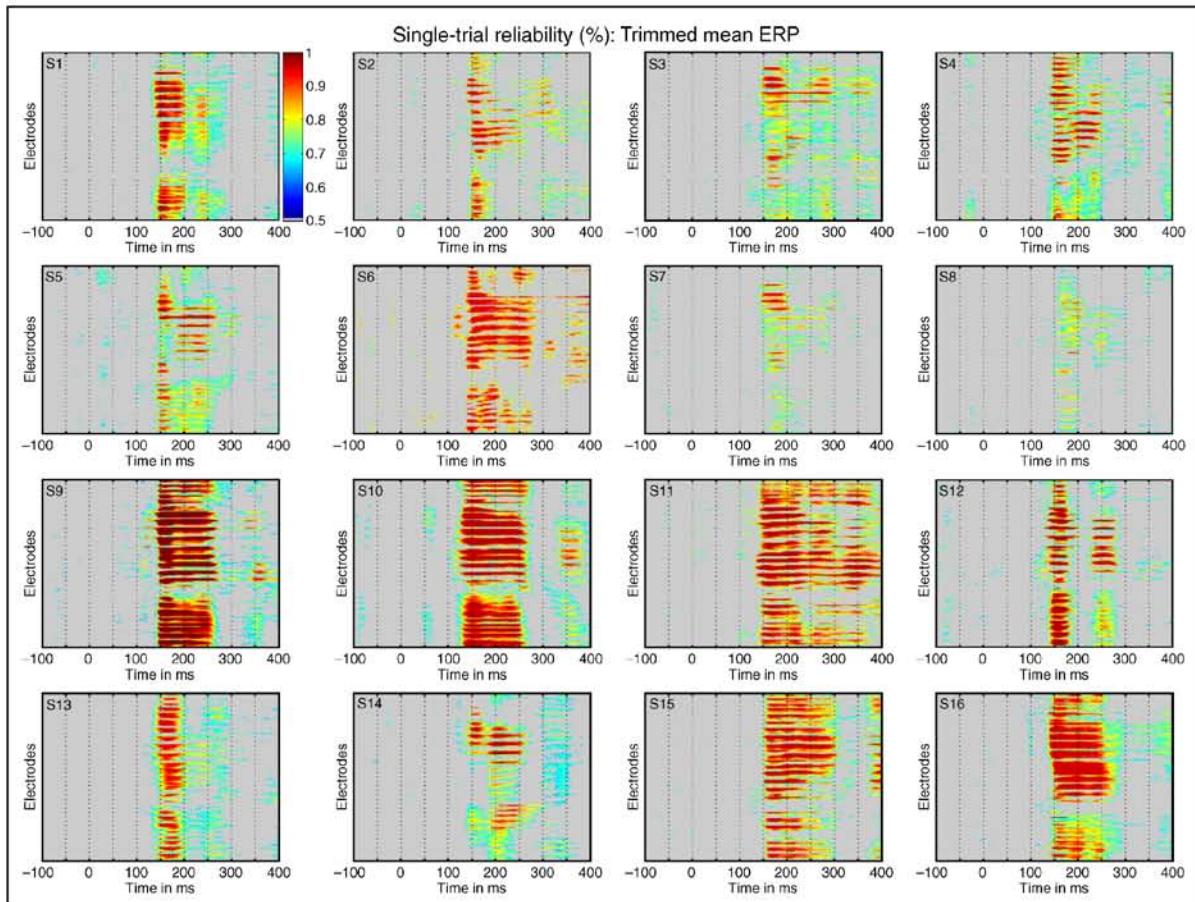 Single-trial reliability (%): Trimmed mean ERP
S1
1
0.9
0.8
0.7
0.6
0.5
Electrodes
−100 0 100 200 300 400
Time in ms
S2
Electrodes
−100 0 100 200 300 400
Time in ms
S3
Electrodes
−100 0 100 200 300 400
Time in ms
S4
Electrodes
−100 0 100 200 300 400
Time in ms
S5
Electrodes
−100 0 100 200 300 400
Time in ms
S6
Electrodes
−100 0 100 200 300 400
Time in ms
S7
Electrodes
−100 0 100 200 300 400
Time in ms
S8
Electrodes
−100 0 100 200 300 400
Time in ms
S9
Electrodes
−100 0 100 200 300 400
Time in ms
S10
Electrodes
−100 0 100 200 300 400
Time in ms
S11
Electrodes
−100 0 100 200 300 400
Time in ms
S12
Electrodes
−100 0 100 200 300 400
Time in ms
S13
Electrodes
−100 0 100 200 300 400
Time in ms
S14
Electrodes
−100 0 100 200 300 400
Time in ms
S15
Electrodes
−100 0 100 200 300 400
Time in ms
S16
Electrodes
−100 0 100 200 300 400
Time in ms